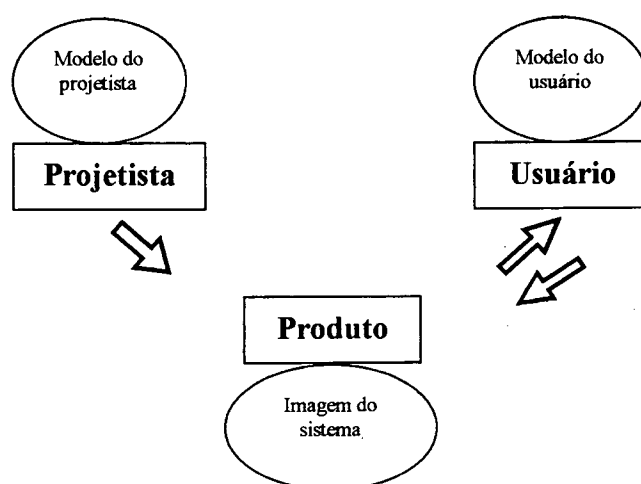 Modelo do
projetista
Projetista
Modelo do
usuário
Usuário
Produto
Imagem do
sistema